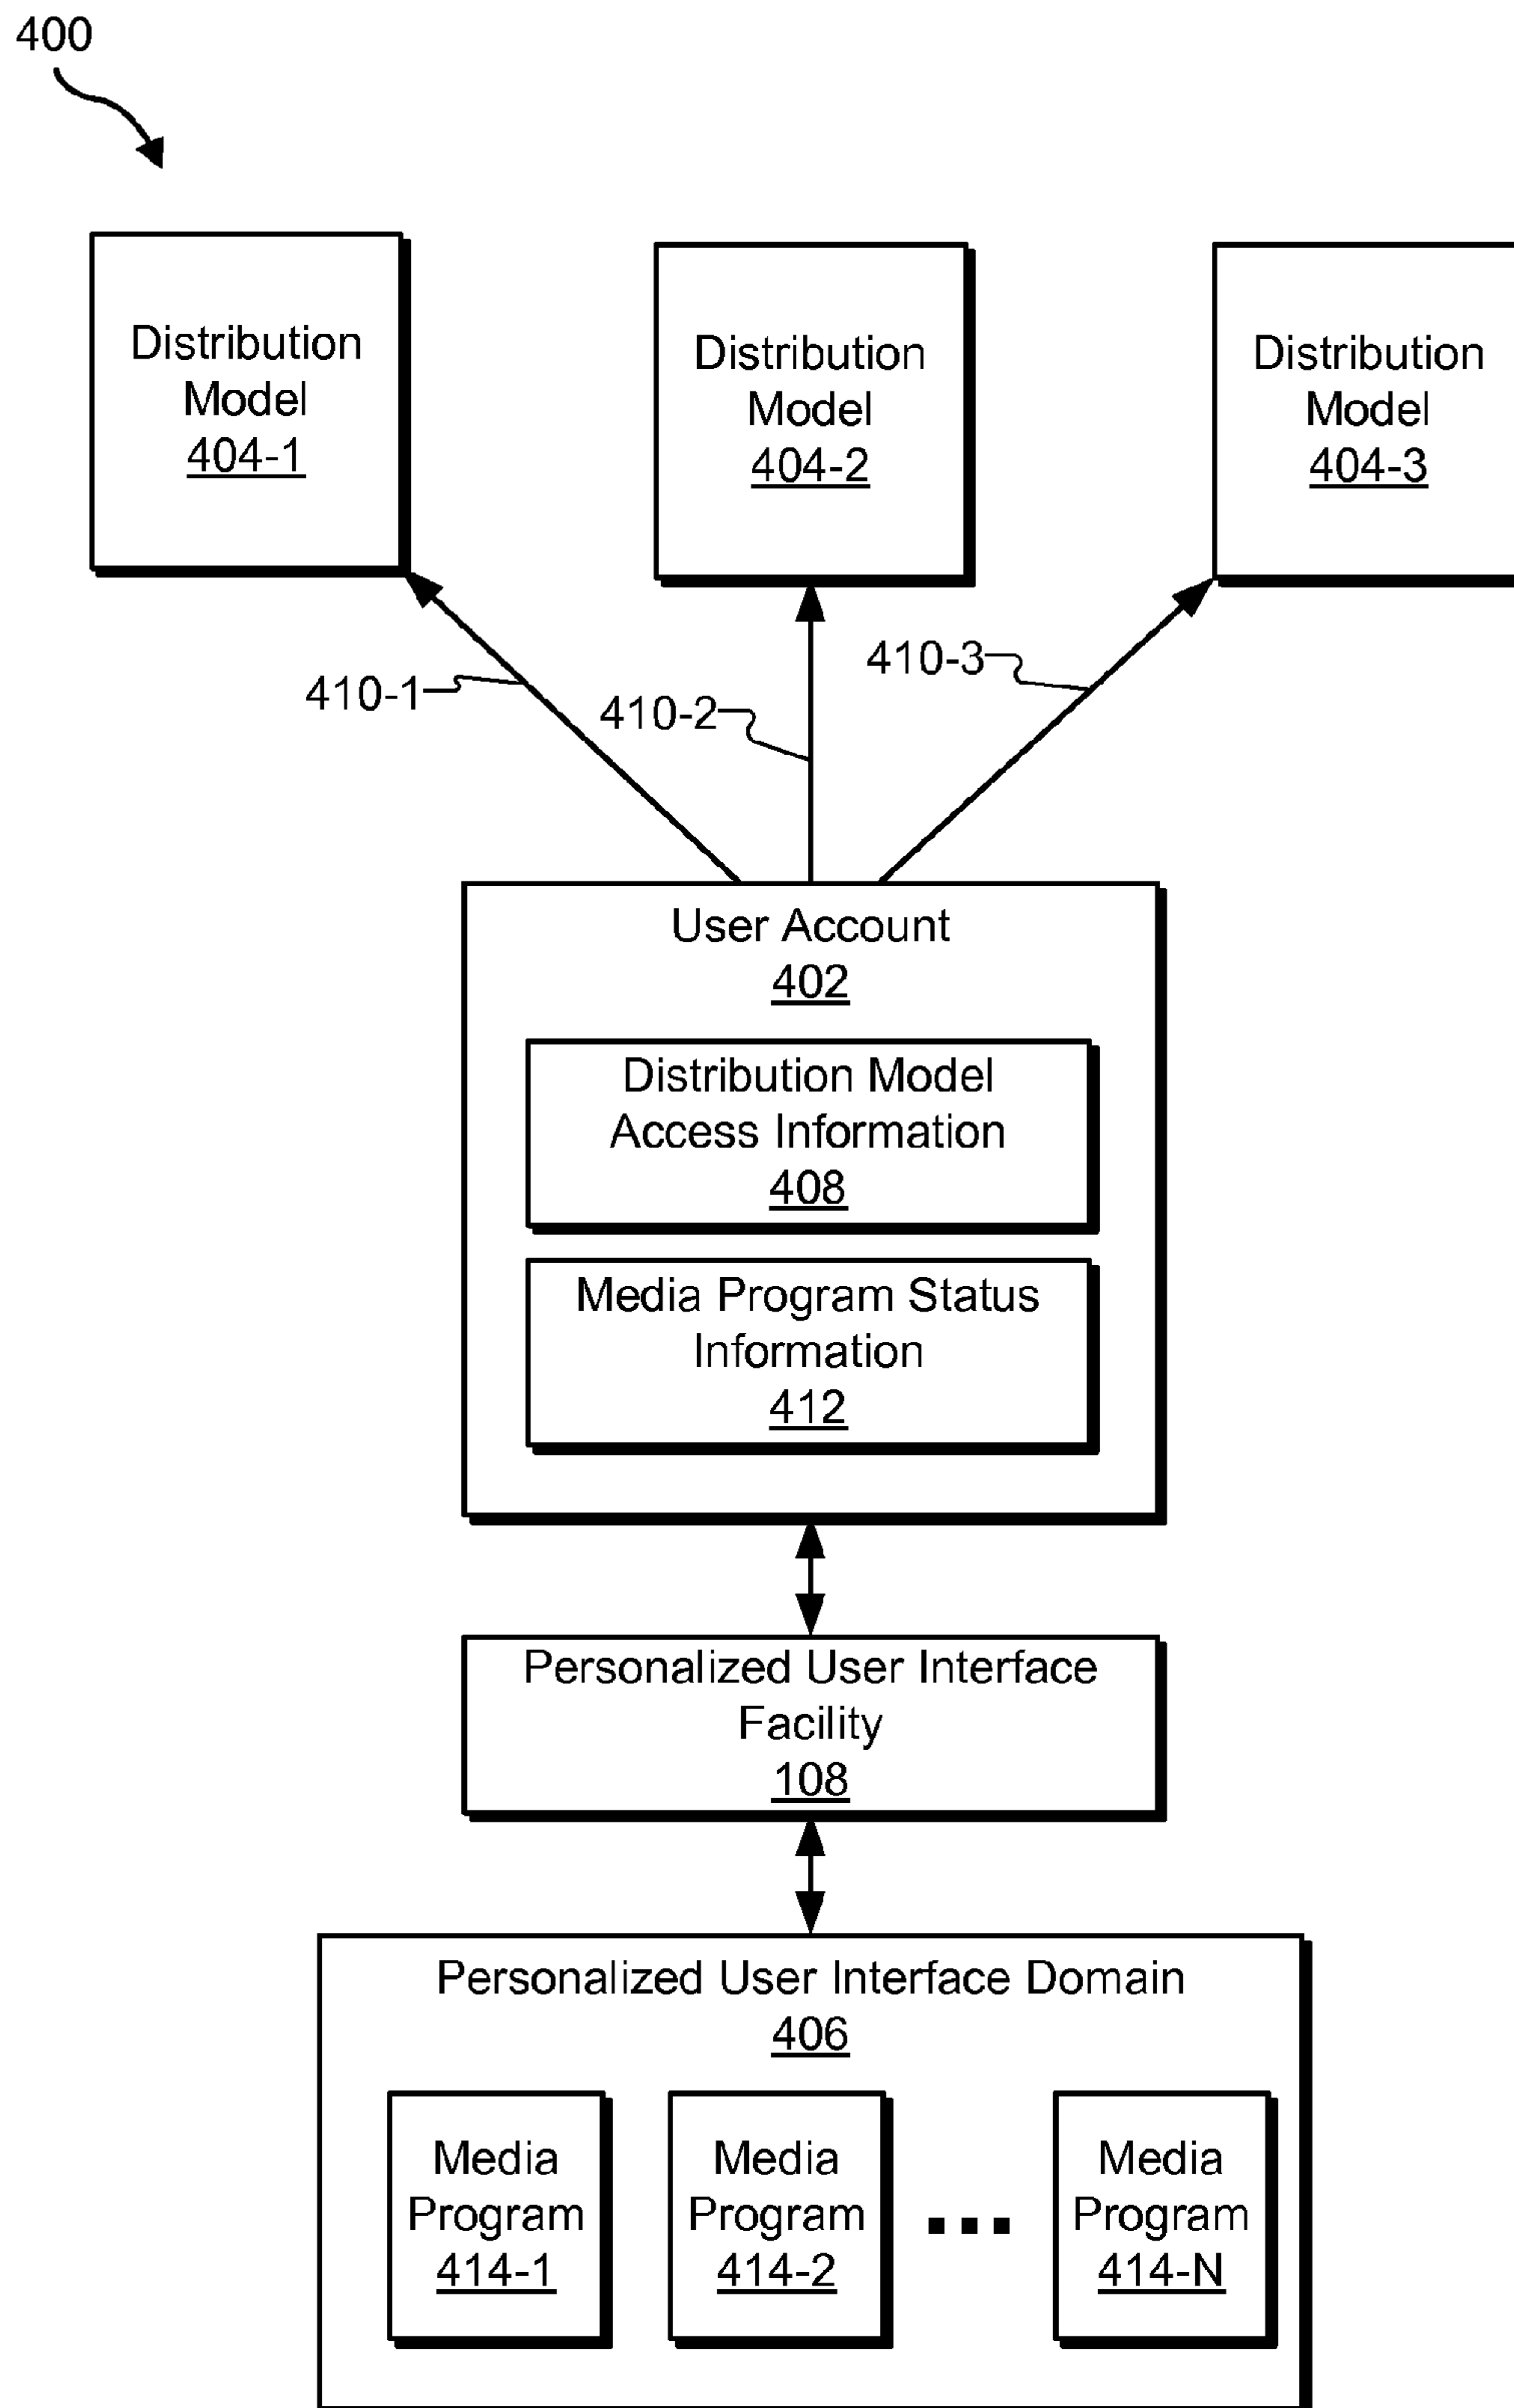 400
Distribution
Model
404-1
Distribution
Model
404-2
Distribution
Model
404-3
410-1
410-2
410-3
User Account
402
Distribution Model
Access Information
408
Media Program Status
Information
412
Personalized User Interface
Facility
108
Personalized User Interface Domain
406
Media
Program
414-1
Media
Program
414-2
Media
Program
414-N